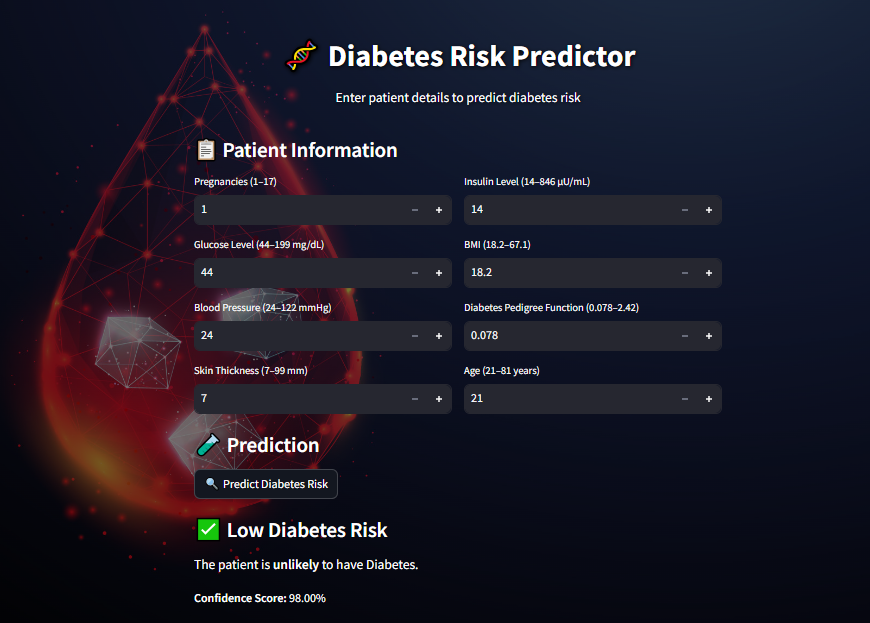 Diabetes Risk Predictor
Enter patient details to predict diabetes risk
Patient Information
Pregnancies (1–17)
1
Insulin Level (14–846 μU/mL)
14
Glucose Level (44–199 mg/dL)
44
BMI (18.2–67.1)
18.2
Blood Pressure (24–122 mmHg)
24
Diabetes Pedigree Function (0.078–2.42)
0.078
Skin Thickness (7–99 mm)
7
Age (21–81 years)
21
Prediction
Predict Diabetes Risk
Low Diabetes Risk
The patient is unlikely to have Diabetes.
Confidence Score: 98.00%